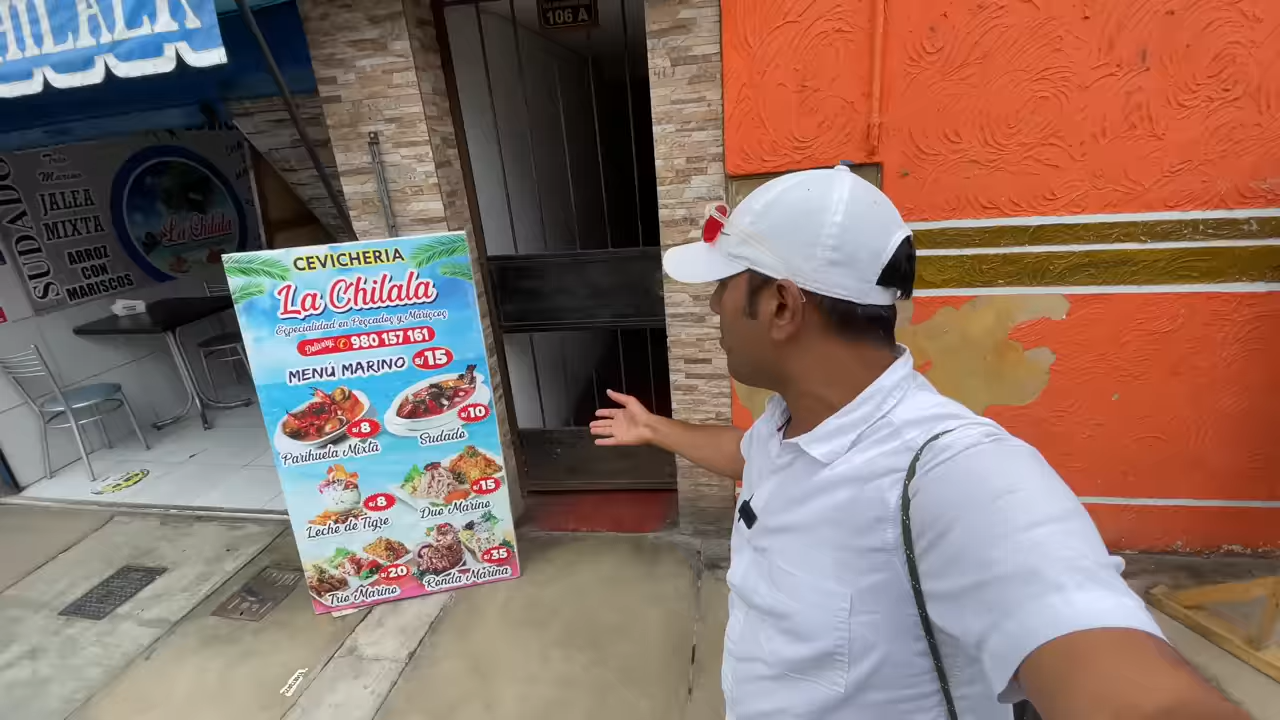 HILALA
106 A
SUDADO
Trio
Marino
JALEA
MIXTA
ARROZ
CON
MARISCOS
La Chilala
CEVICHERIA
La Chilala
Especialidad en Pescados y Mariscos
Delivery: 980 157 161
MENÚ MARINO S/15
S/8
Parihuela Mixta
S/10
Sudado
S/8
Leche de Tigre
S/15
Duo Marino
S/20
Trio Marino
S/35
Ronda Marina